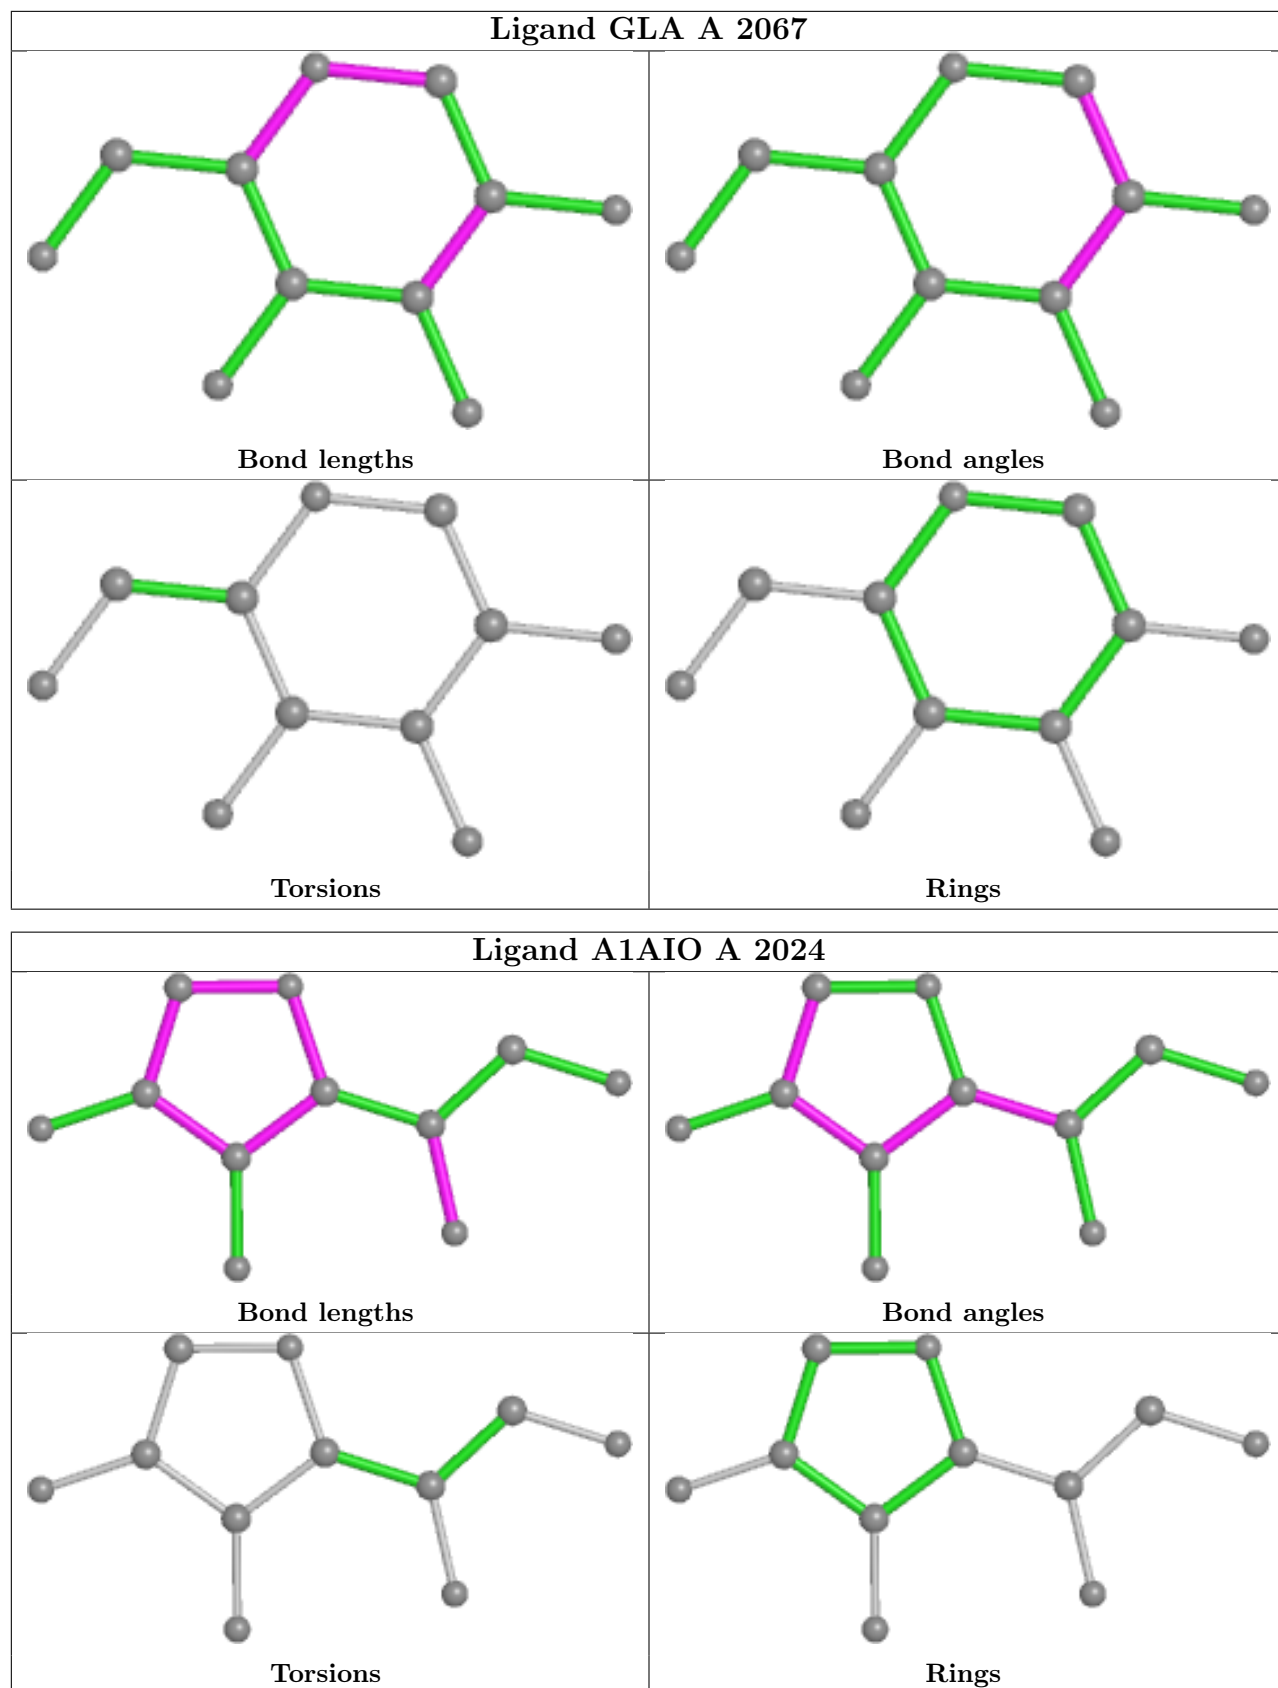 Ligand GLA A 2067
Bond lengths
Bond angles
Torsions
Rings
Ligand A1AIO A 2024
Bond lengths
Bond angles
Torsions
Rings